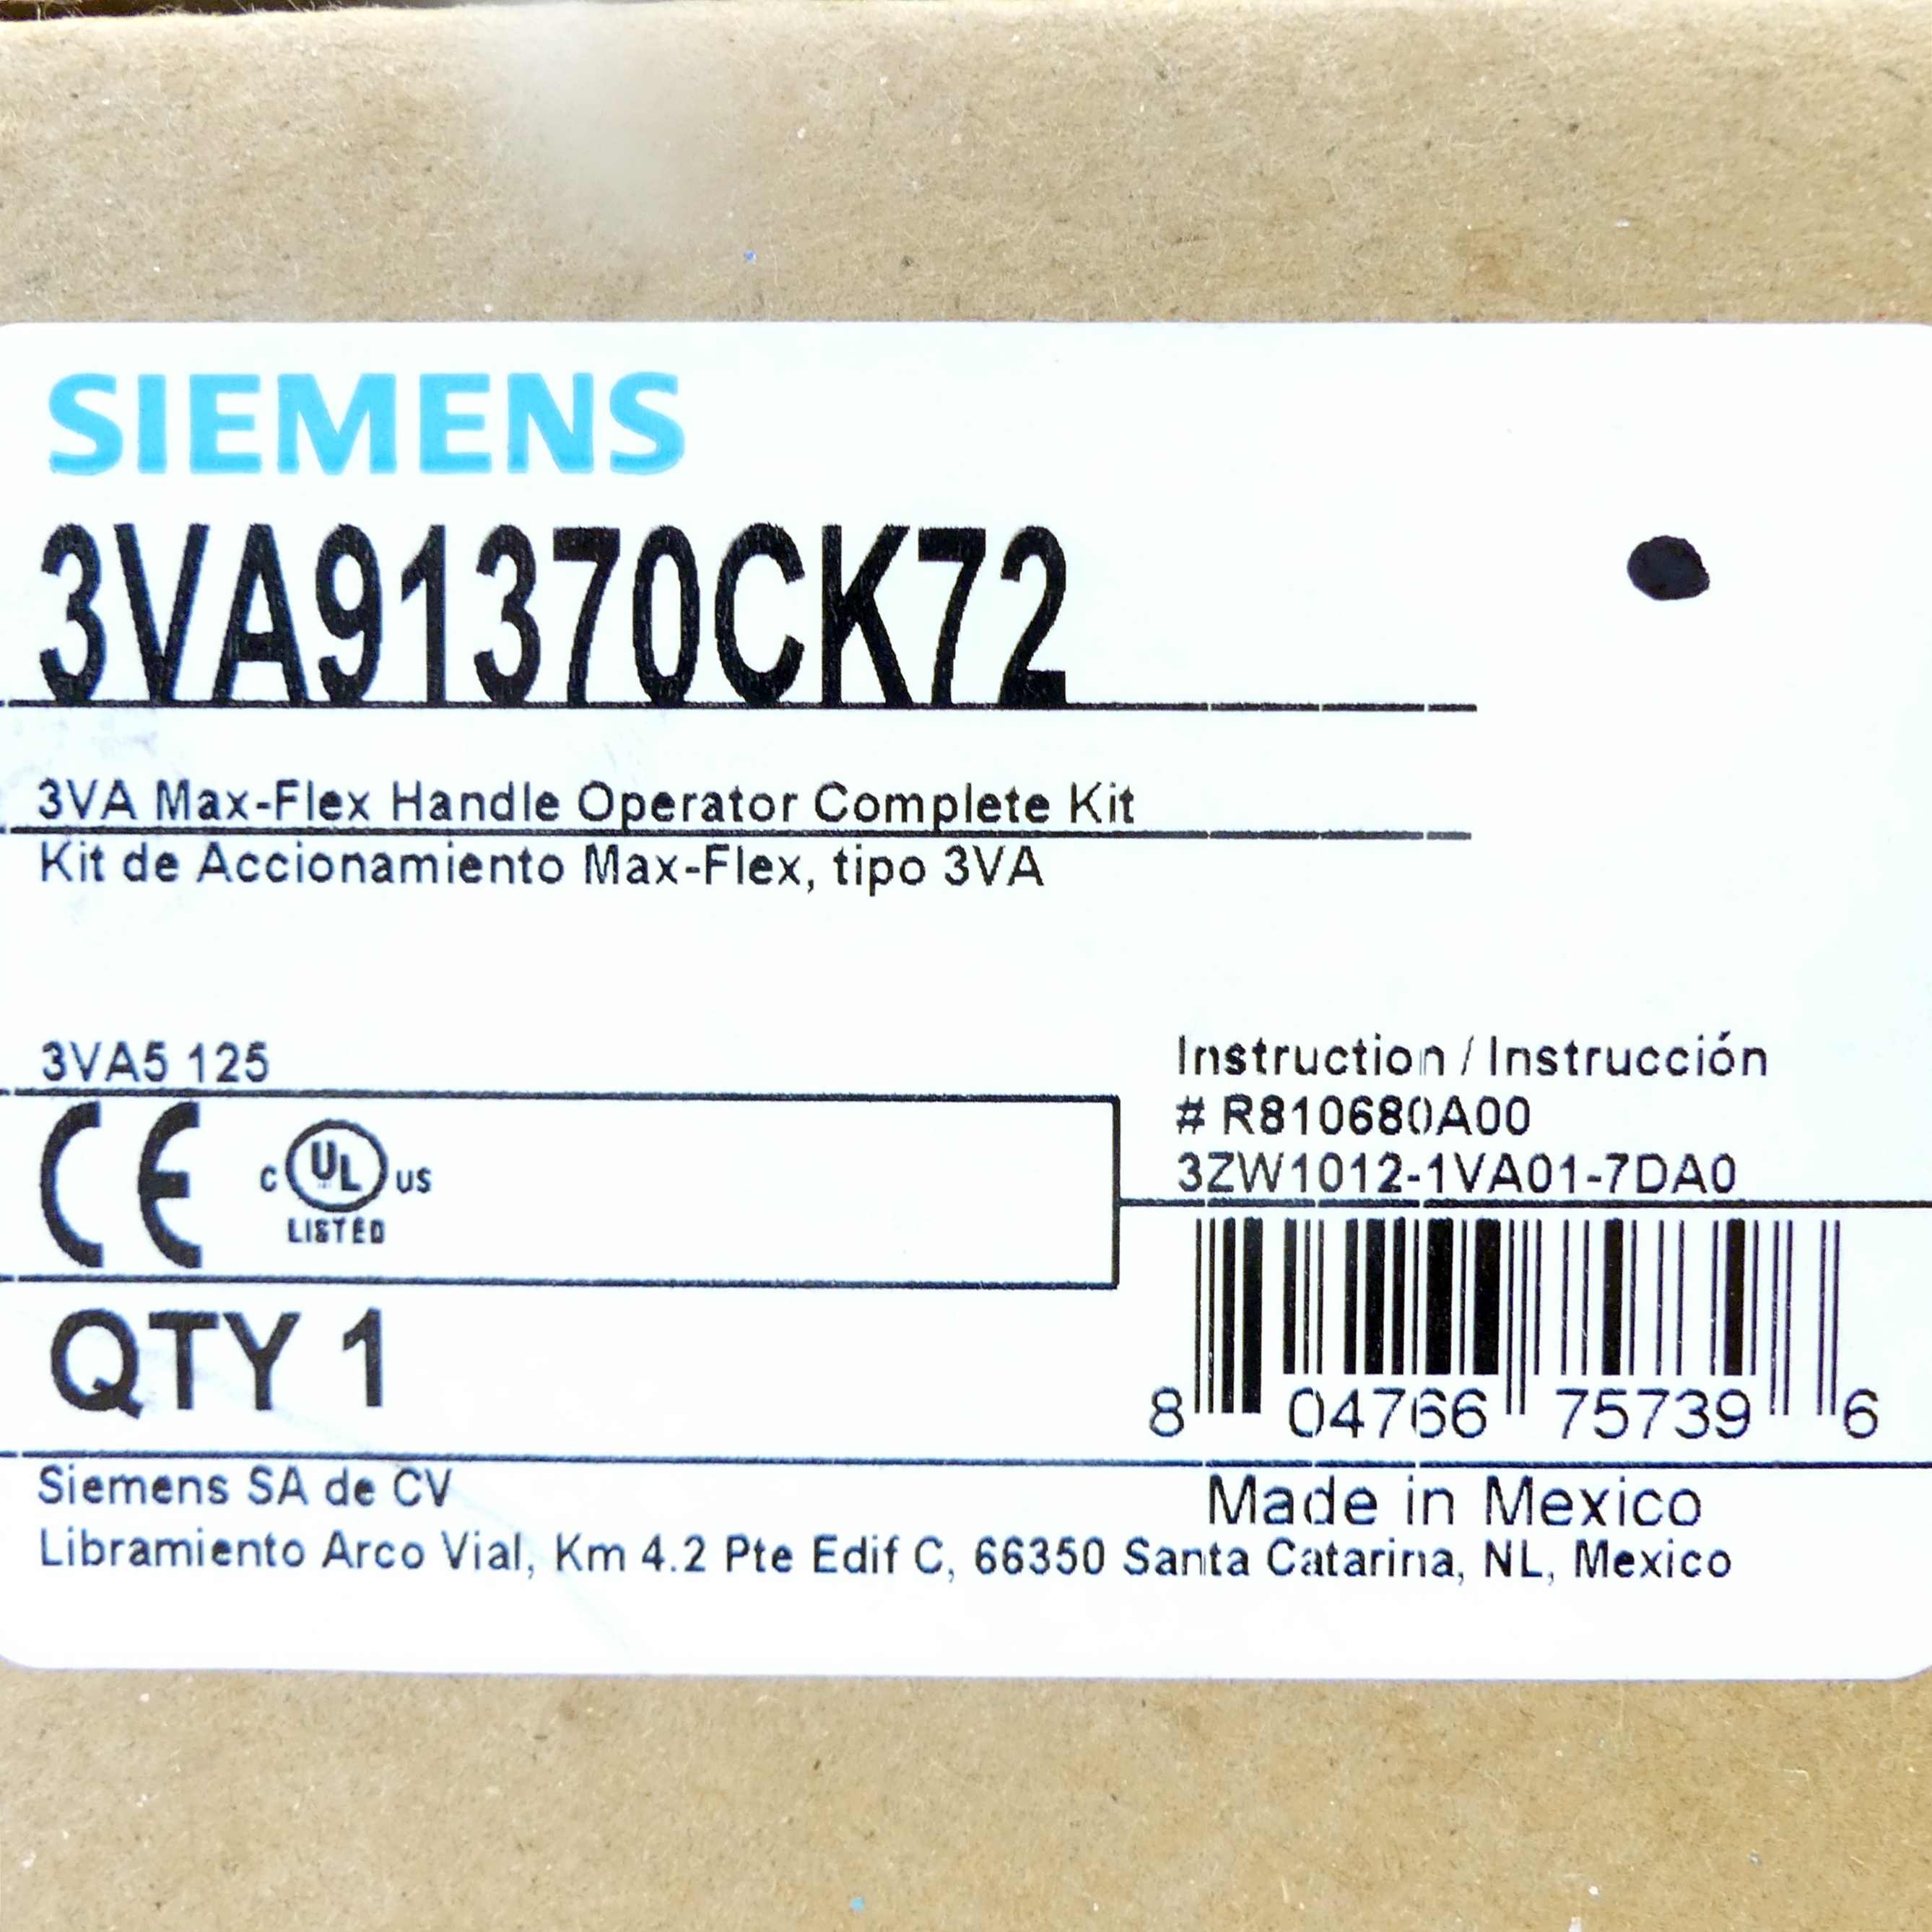 SIEMENS
3VA91370CK72
3VA Max-Flex Handle Operator Complete Kit
Kit de Accionamiento Max-Flex, tipo 3VA
3VA5 125
Instruction / Instrucción
# R810680A00
3ZW1012-1VA01-7DA0
CE
C UL US
LISTED
QTY 1
8 04766 75739 6
Siemens SA de CV
Made in Mexico
Libramiento Arco Vial, Km 4.2 Pte Edif C, 66350 Santa Catarina, NL, Mexico